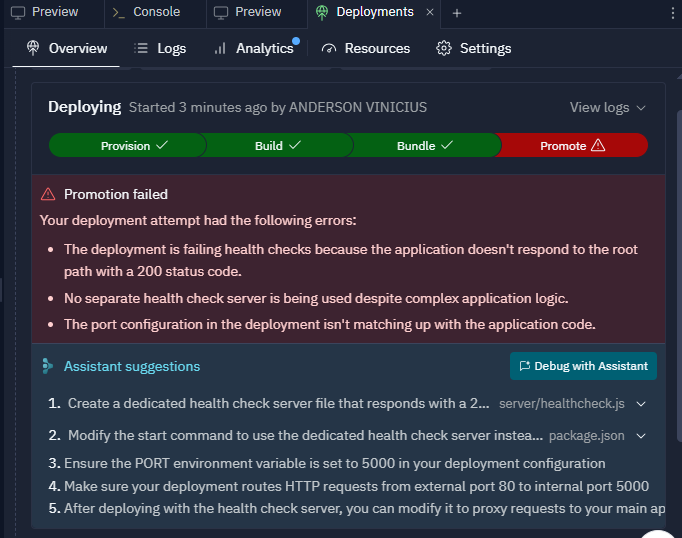 Preview Console Preview Deployments
Overview Logs Analytics Resources Settings
Deploying Started 3 minutes ago by ANDERSON VINICIUS View logs
Provision Build Bundle Promote
Promotion failed
Your deployment attempt had the following errors:
• The deployment is failing health checks because the application doesn't respond to the root
path with a 200 status code.
• No separate health check server is being used despite complex application logic.
• The port configuration in the deployment isn't matching up with the application code.
Assistant suggestions Debug with Assistant
1. Create a dedicated health check server file that responds with a 2... server/healthcheck.js
2. Modify the start command to use the dedicated health check server instea... package.json
3. Ensure the PORT environment variable is set to 5000 in your deployment configuration
4. Make sure your deployment routes HTTP requests from external port 80 to internal port 5000
5. After deploying with the health check server, you can modify it to proxy requests to your main ap